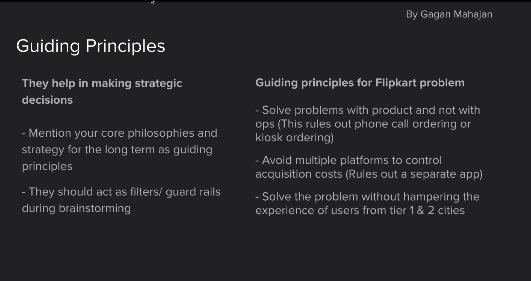 By Gagan Mahajan
Guiding Principles
They help in making strategic
decisions
- Mention your core philosophies and
strategy for the long term as guiding
principles
- They should act as filters/ guard rails
during brainstorming
Guiding principles for Flipkart problem
- Solve problems with product and not with
ops (This rules out phone call ordering or
kiosk ordering)
- Avoid multiple platforms to control
acquisition costs (Rules out a separate app)
- Solve the problem without hampering the
experience of users from tier 1 & 2 cities